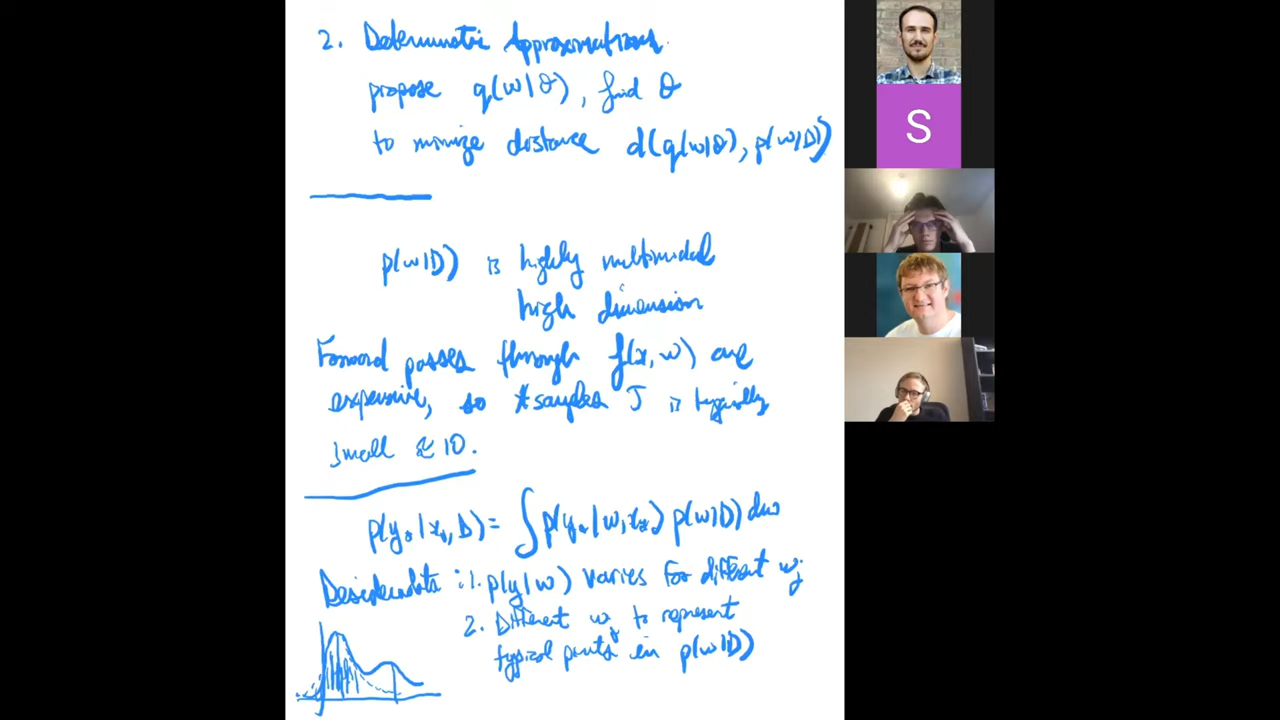 2. Deterministic Approximations.
propose q(w|θ), find θ
to minimize distance d(q(w|θ), p(w|D))
p(w|D) is highly multimodal
high dimension
Forward passes through f(x, w) are
expensive, so # samples J is typically
small ≈ 10.
p(y*|x*, D) = ∫ p(y*|w, x*) p(w|D) dw
Desiderata: 1. p(y|w) varies for different wj
2. Different wj to represent
typical points in p(w|D)
S